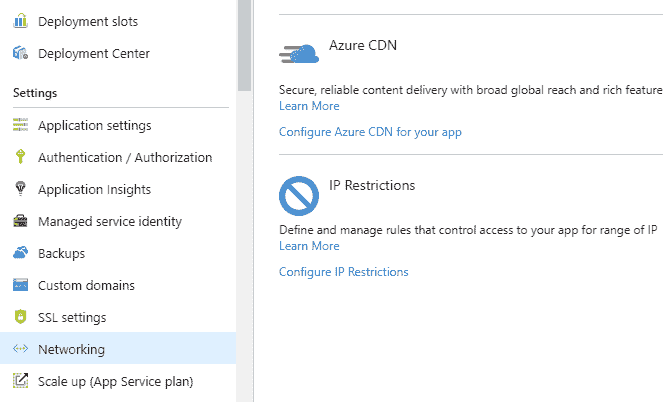 Deployment slots
Deployment Center
Settings
Application settings
Authentication / Authorization
Application Insights
Managed service identity
Backups
Custom domains
SSL settings
Networking
Scale up (App Service plan)
Azure CDN
Secure, reliable content delivery with broad global reach and rich feature
Learn More
Configure Azure CDN for your app
IP Restrictions
Define and manage rules that control access to your app for range of IP
Learn More
Configure IP Restrictions